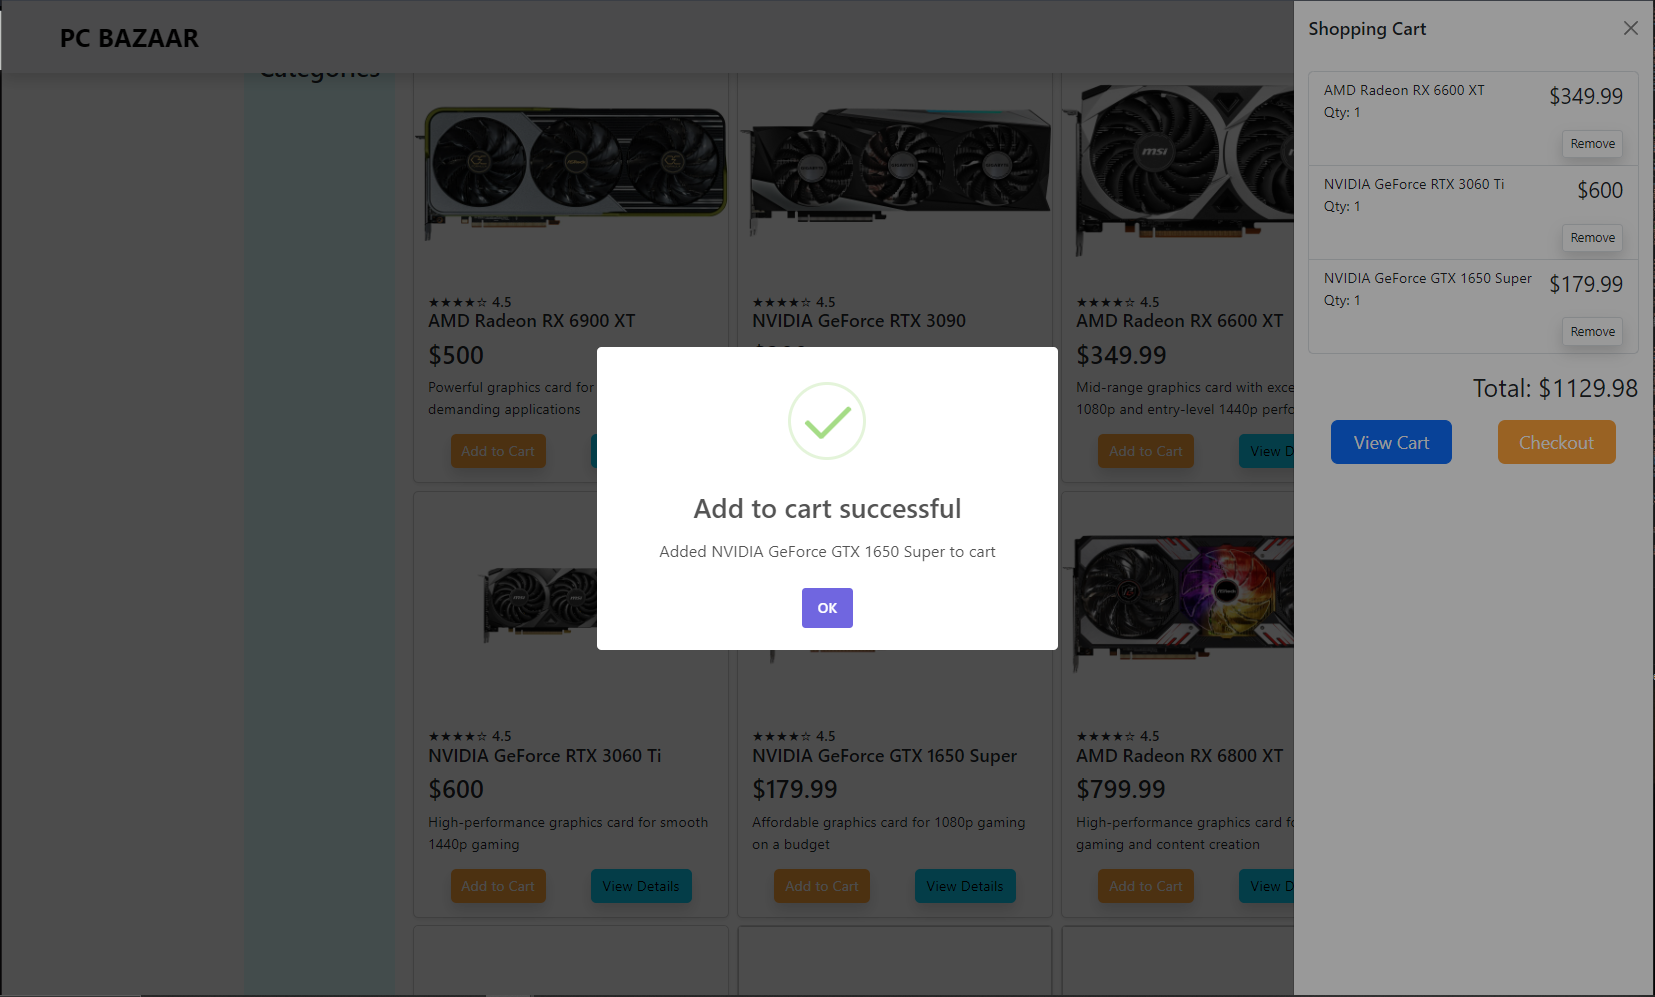 PC BAZAAR
Categories
★★★★☆ 4.5
AMD Radeon RX 6900 XT
$500
Powerful graphics card for
demanding applications
Add to Cart
★★★★☆ 4.5
NVIDIA GeForce RTX 3090
★★★★☆ 4.5
AMD Radeon RX 6600 XT
$349.99
Mid-range graphics card with exce
1080p and entry-level 1440p perfo
Add to Cart
View D
msi
★★★★☆ 4.5
NVIDIA GeForce RTX 3060 Ti
$600
High-performance graphics card for smooth
1440p gaming
Add to Cart
View Details
★★★★☆ 4.5
NVIDIA GeForce GTX 1650 Super
$179.99
Affordable graphics card for 1080p gaming
on a budget
Add to Cart
View Details
★★★★☆ 4.5
AMD Radeon RX 6800 XT
$799.99
High-performance graphics card fo
gaming and content creation
Add to Cart
View D
Add to cart successful
Added NVIDIA GeForce GTX 1650 Super to cart
OK
Shopping Cart
AMD Radeon RX 6600 XT
$349.99
Qty: 1
Remove
NVIDIA GeForce RTX 3060 Ti
$600
Qty: 1
Remove
NVIDIA GeForce GTX 1650 Super
$179.99
Qty: 1
Remove
Total: $1129.98
View Cart
Checkout